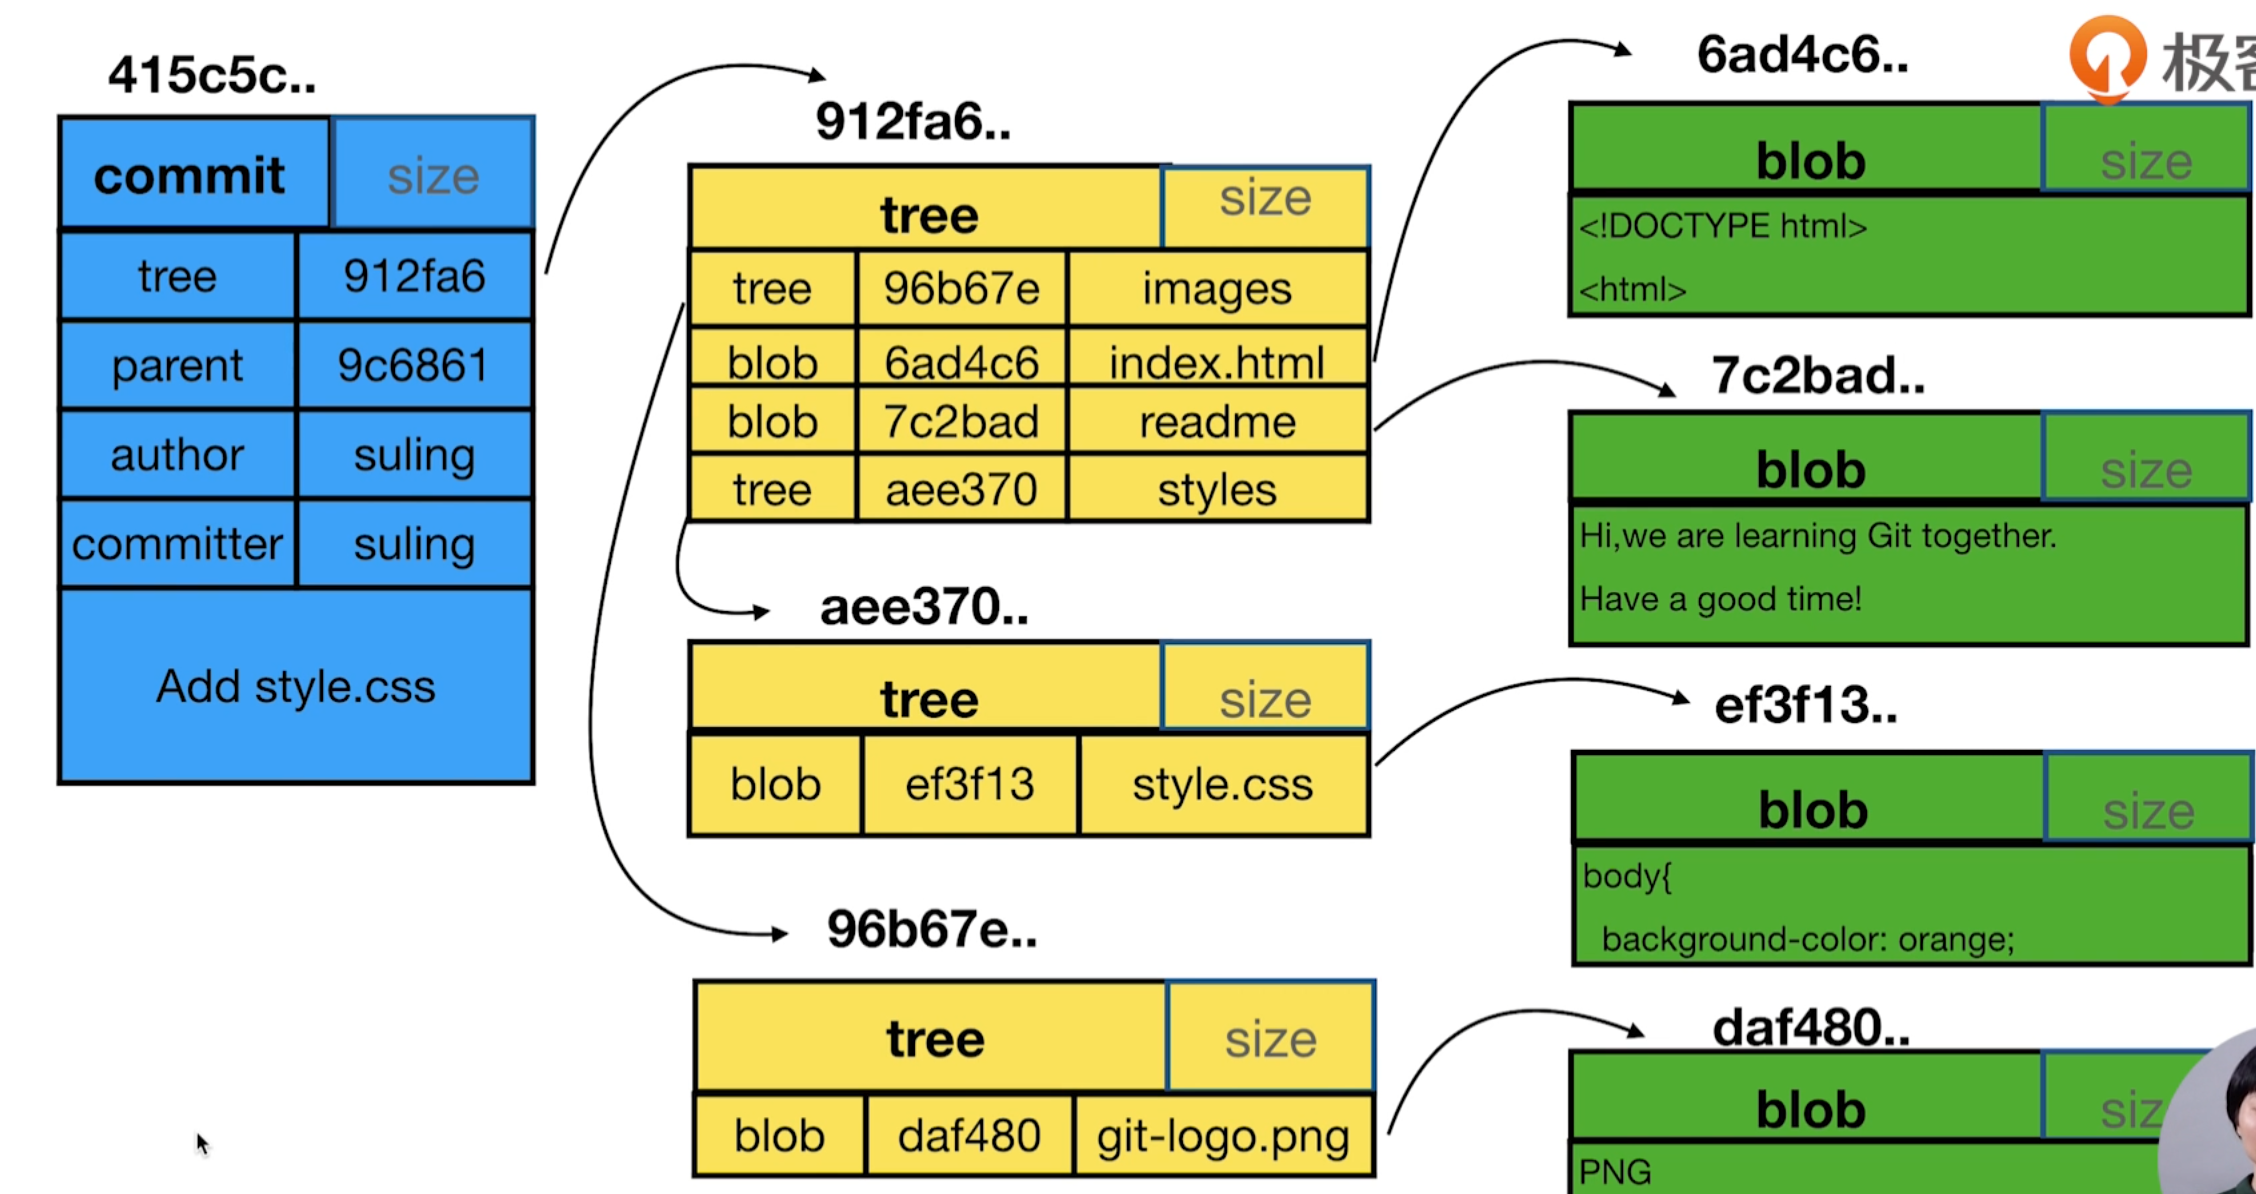 415c5c..
commit size
tree 912fa6
parent 9c6861
author suling
committer suling
Add style.css
912fa6..
tree size
tree 96b67e images
blob 6ad4c6 index.html
blob 7c2bad readme
tree aee370 styles
aee370..
tree size
blob ef3f13 style.css
96b67e..
tree size
blob daf480 git-logo.png
6ad4c6..
blob size
<!DOCTYPE html>
<html>
7c2bad..
blob size
Hi,we are learning Git together.
Have a good time!
ef3f13..
blob size
body{
background-color: orange;
daf480..
blob
PNG
极